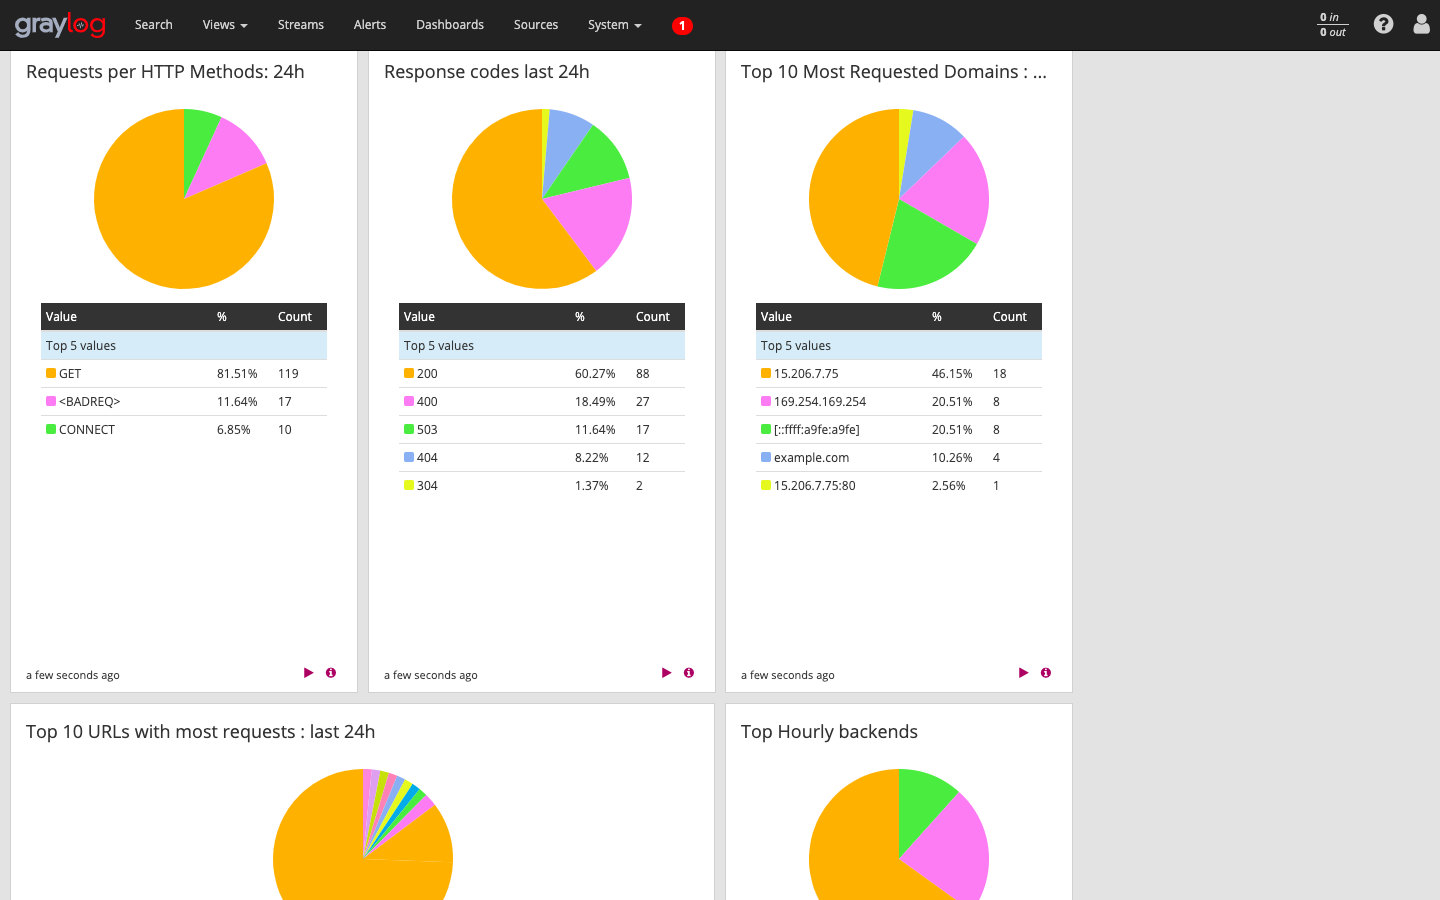 graylog
Search
Views
Streams
Alerts
Dashboards
Sources
System
1
0 in
0 out
Requests per HTTP Methods: 24h
Value % Count
Top 5 values
GET 81.51% 119
<BADREQ> 11.64% 17
CONNECT 6.85% 10
a few seconds ago
Response codes last 24h
Value % Count
Top 5 values
200 60.27% 88
400 18.49% 27
503 11.64% 17
404 8.22% 12
304 1.37% 2
a few seconds ago
Top 10 Most Requested Domains : ...
Value % Count
Top 5 values
15.206.7.75 46.15% 18
169.254.169.254 20.51% 8
[::ffff:a9fe:a9fe] 20.51% 8
example.com 10.26% 4
15.206.7.75:80 2.56% 1
a few seconds ago
Top 10 URLs with most requests : last 24h
Top Hourly backends